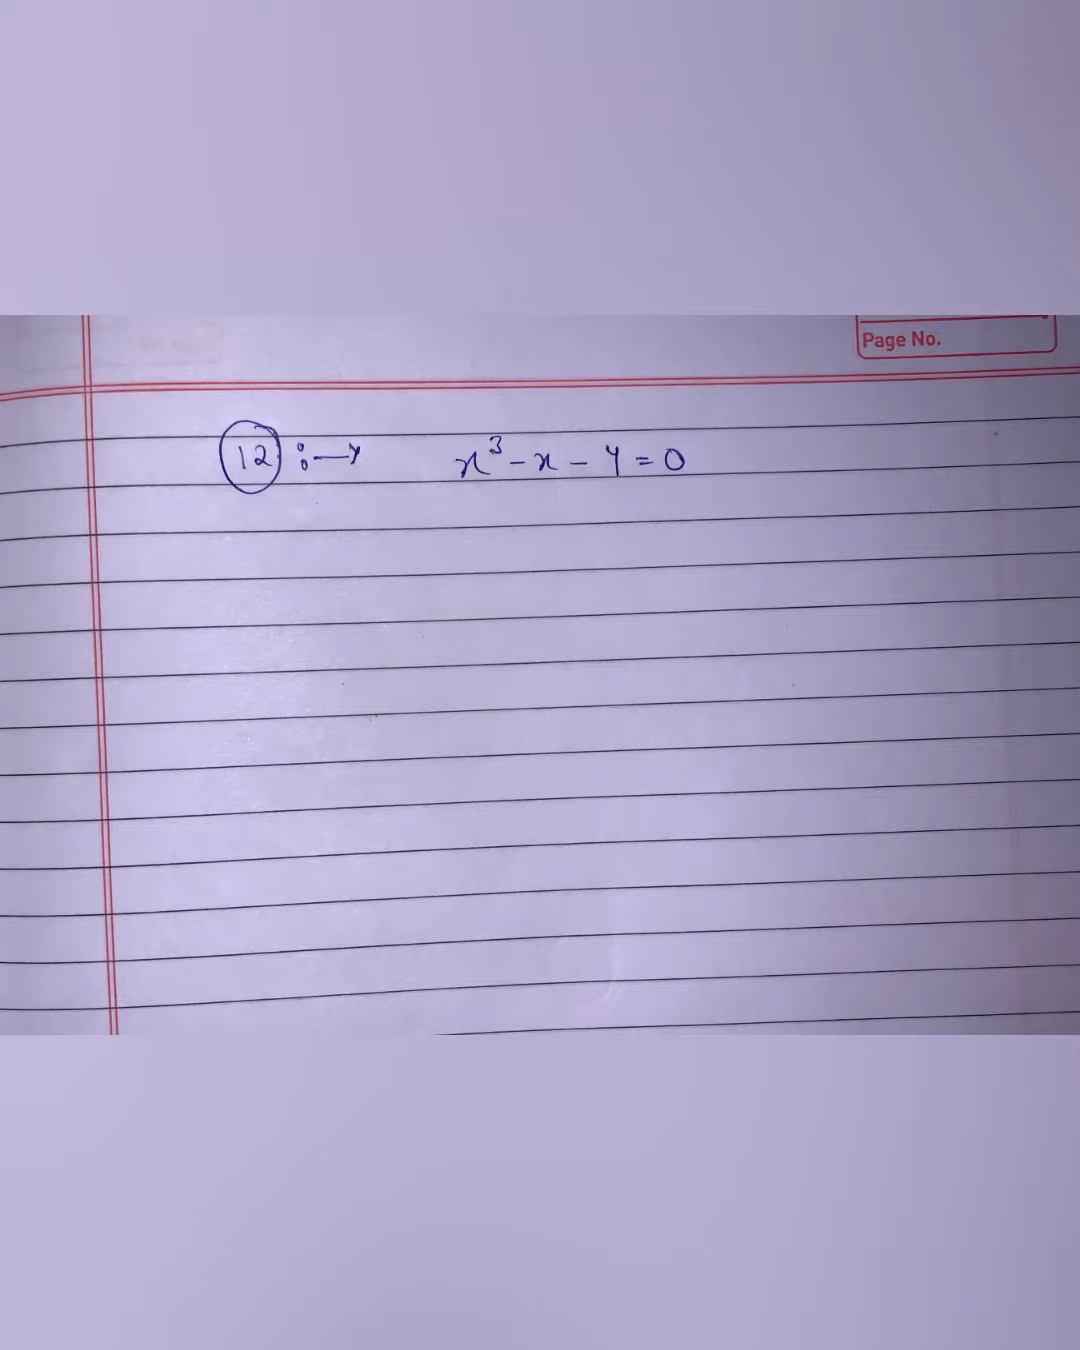 Page No.
12 :→ x³ - x - 4 = 0